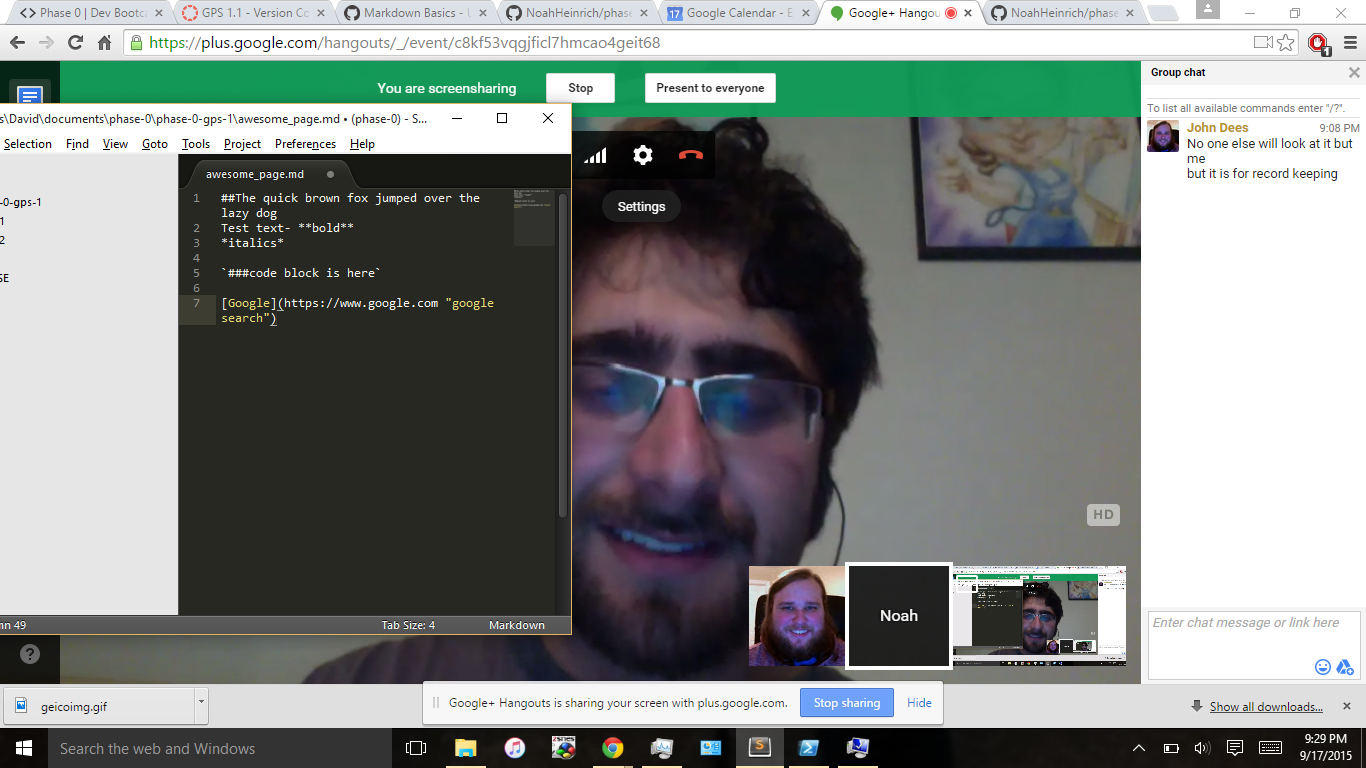 Phase 0 | Dev Bootc
GPS 1.1 - Version Co
Markdown Basics - U
NoahHeinrich/phase
Google Calendar - E
Google+ Hangou
NoahHeinrich/phase
https://plus.google.com/hangouts/_/event/c8kf53vqgjficl7hmcao4geit68
1
You are screensharing
Stop
Present to everyone
Group chat
s\David\documents\phase-0\phase-0-gps-1\awesome_page.md • (phase-0) - S...
Selection Find View Goto Tools Project Preferences Help
-0-gps-1
1
2
SE
awesome_page.md
1 ##The quick brown fox jumped over the
lazy dog
2 Test text- **bold**
3 *italics*
4
5 `###code block is here`
6
7 [Google](https://www.google.com "google
search")
mn 49
Tab Size: 4
Markdown
Settings
HD
Noah
To list all available commands enter "/?".
John Dees 9:08 PM
No one else will look at it but
me
but it is for record keeping
Enter chat message or link here
geicoimg.gif
Google+ Hangouts is sharing your screen with plus.google.com.
Stop sharing
Hide
Show all downloads...
Search the web and Windows
9:29 PM
9/17/2015